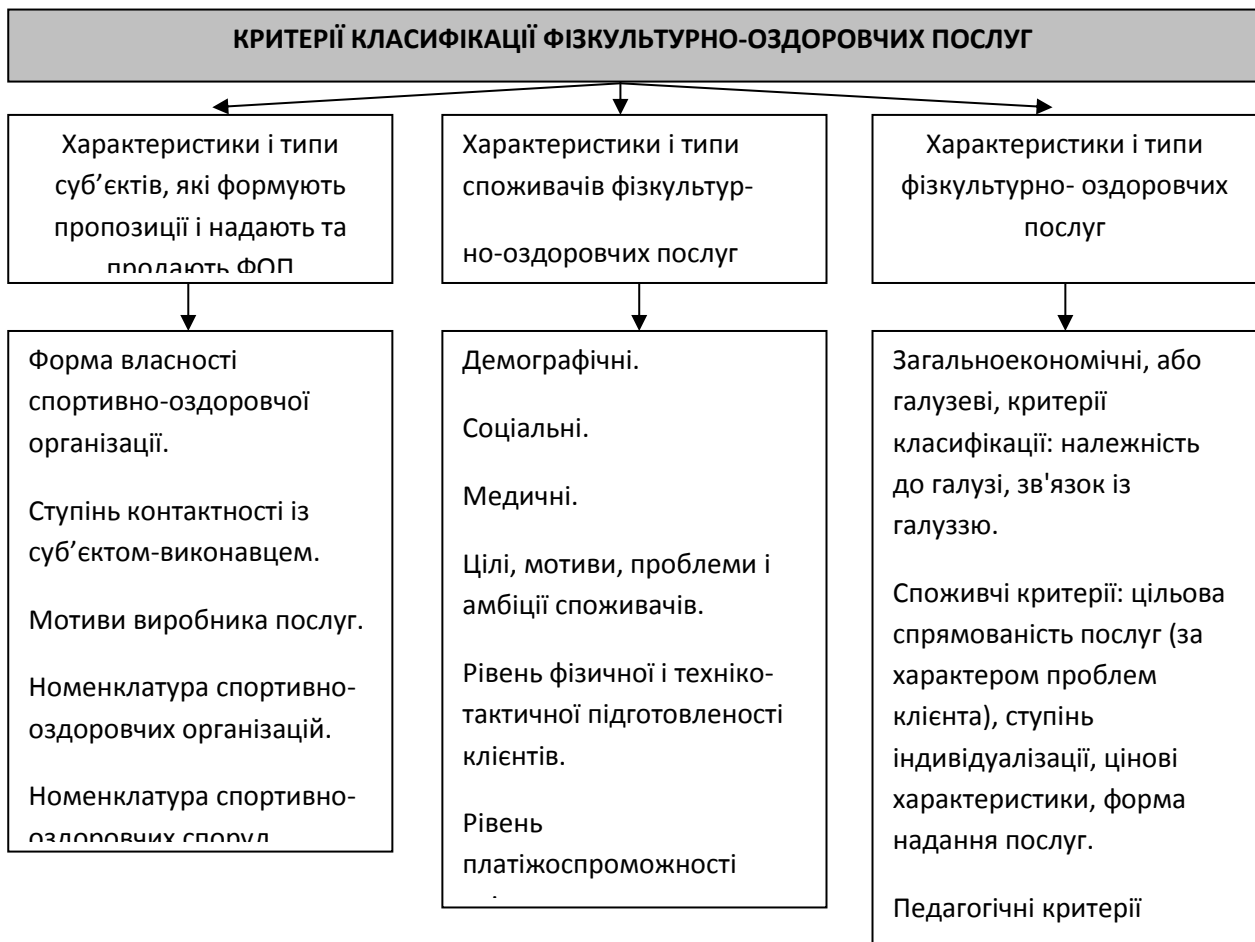 КРИТЕРІЇ КЛАСИФІКАЦІЇ ФІЗКУЛЬТУРНО-ОЗДОРОВЧИХ ПОСЛУГ
Характеристики і типи
суб’єктів, які формують
пропозиції і надають та
продають ФОП
Характеристики і типи
споживачів фізкультур-
но-оздоровчих послуг
Характеристики і типи
фізкультурно- оздоровчих
послуг
Форма власності
спортивно-оздоровчої
організації.
Ступінь контактності із
суб’єктом-виконавцем.
Мотиви виробника послуг.
Номенклатура спортивно-
оздоровчих організацій.
Номенклатура спортивно-
оздоровчих споруд
Демографічні.
Соціальні.
Медичні.
Цілі, мотиви, проблеми і
амбіції споживачів.
Рівень фізичної і техніко-
тактичної підготовленості
клієнтів.
Рівень
платіжоспроможності
Загальноекономічні, або
галузеві, критерії
класифікації: належність
до галузі, зв'язок із
галуззю.
Споживчі критерії: цільова
спрямованість послуг (за
характером проблем
клієнта), ступінь
індивідуалізації, цінові
характеристики, форма
надання послуг.
Педагогічні критерії